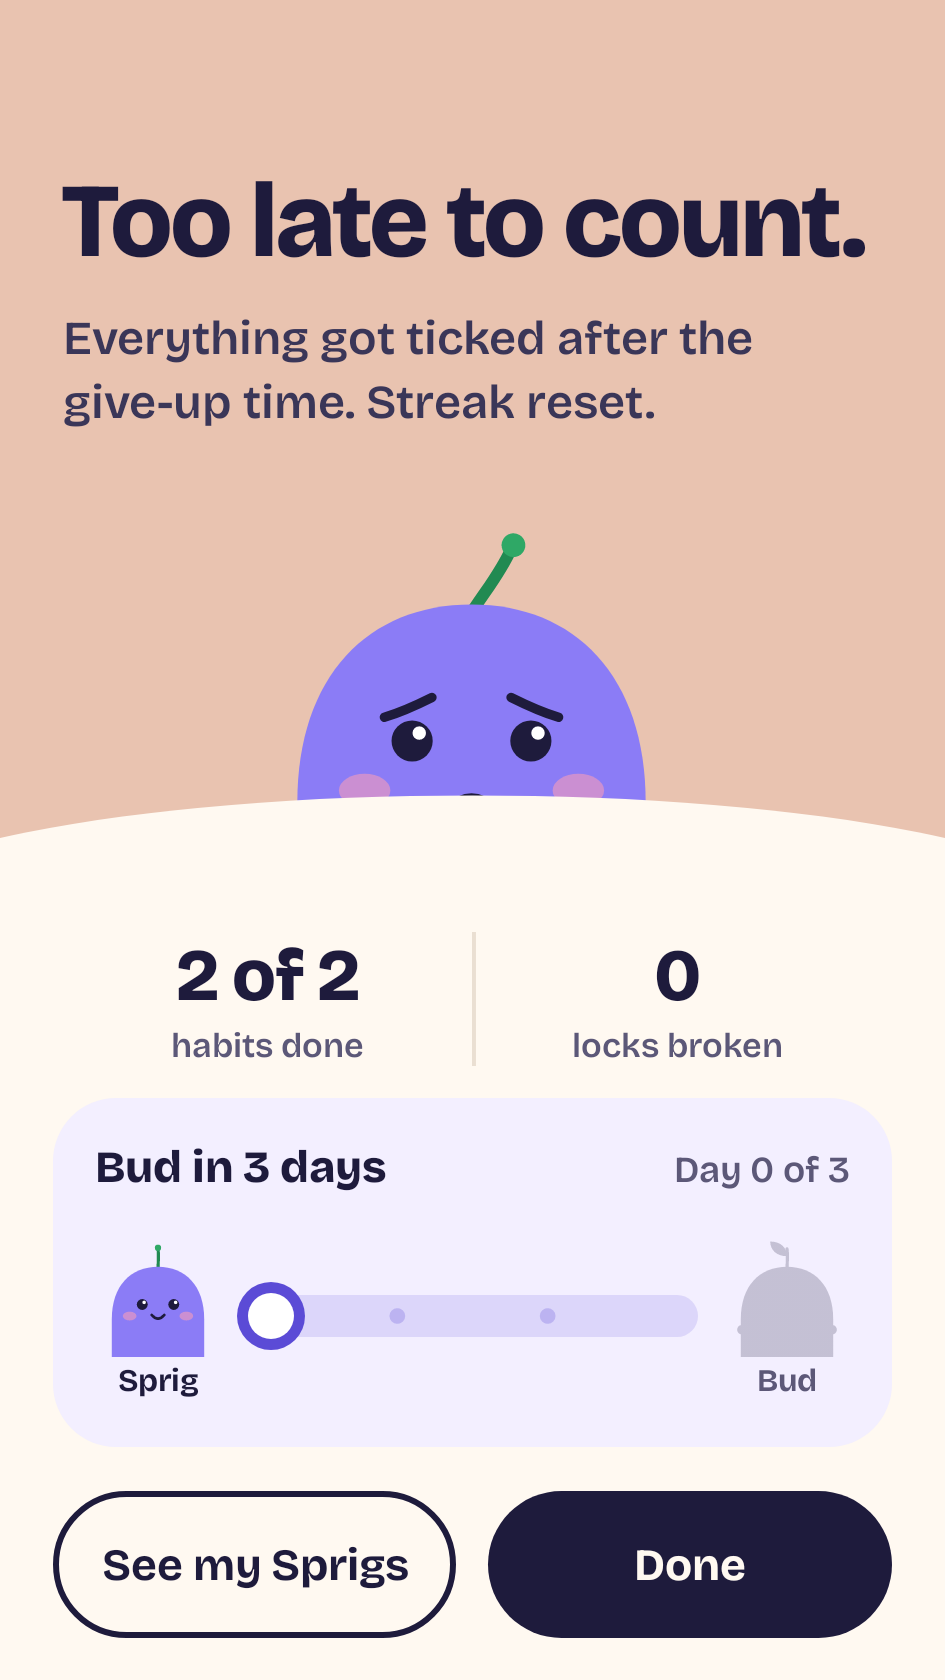 Too late to count.
Everything got ticked after the
give-up time. Streak reset.
2 of 2
habits done
0
locks broken
Bud in 3 days
Day 0 of 3
Sprig
Bud
See my Sprigs
Done